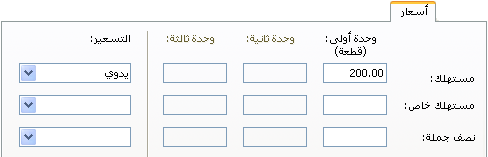 أسعار
وحدة أولى: وحدة ثانية: وحدة ثالثة: التسعير:
(قطعة)
مستهلك: 200.00 يدوي
مستهلك خاص:
نصف جملة: